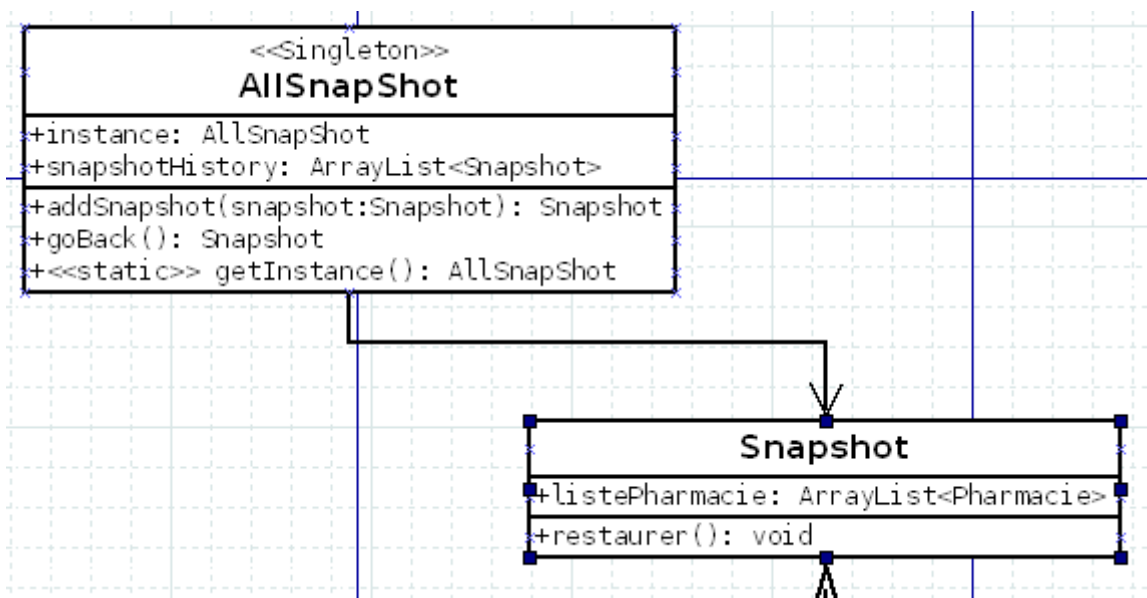 <<Singleton>>
AllSnapShot
+instance: AllSnapShot
+snapshotHistory: ArrayList<Snapshot>
+addSnapshot(snapshot:Snapshot): Snapshot
+goBack(): Snapshot
+<<static>> getInstance(): AllSnapShot
Snapshot
+listePharmacie: ArrayList<Pharmacie>
+restaurer(): void